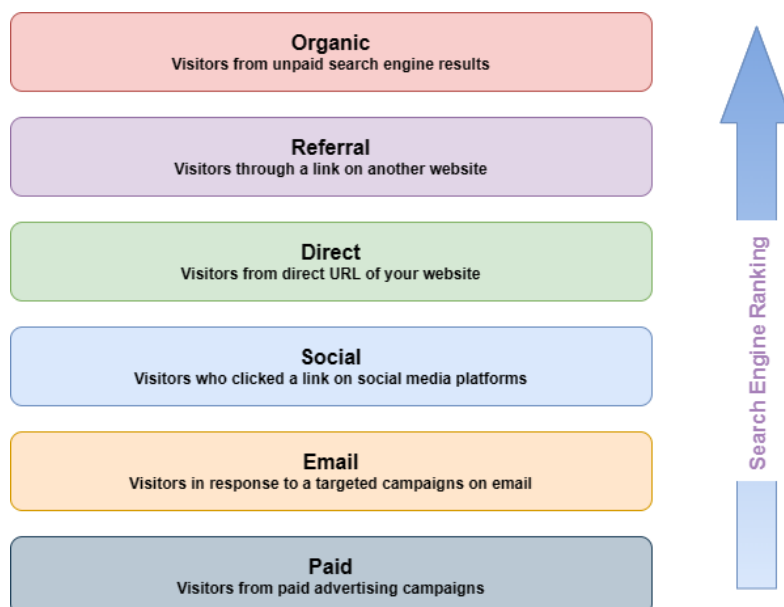 Organic
Visitors from unpaid search engine results
Referral
Visitors through a link on another website
Direct
Visitors from direct URL of your website
Social
Visitors who clicked a link on social media platforms
Email
Visitors in response to a targeted campaigns on email
Paid
Visitors from paid advertising campaigns
Search Engine Ranking